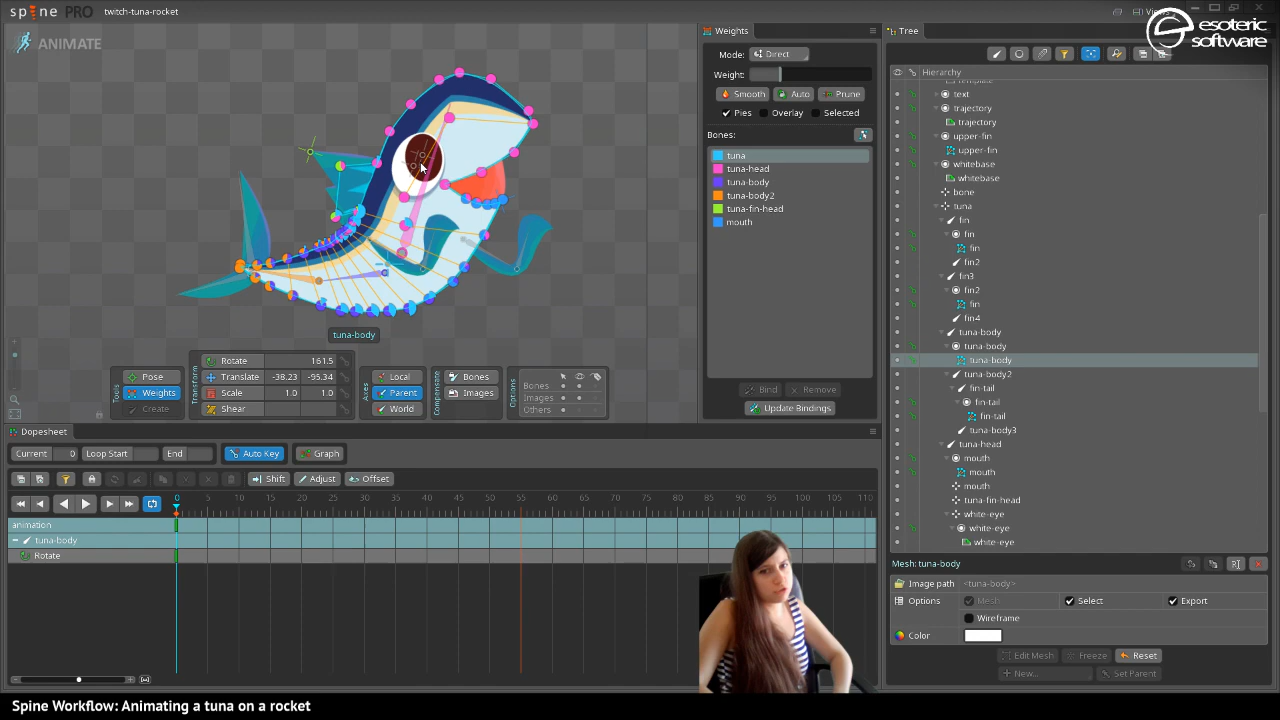 spine PRO
twitch-tuna-rocket
Views
esoteric
software
ANIMATE
tuna-body
Tools
Pose
Weights
Create
Transform
Rotate 161.5
Translate -38.23 -95.34
Scale 1.0 1.0
Shear
Axes
Local
Parent
World
Compensate
Bones
Images
Options
Bones
Images
Others
Weights
Mode: Direct
Weight:
Smooth Auto Prune
Pies Overlay Selected
Bones:
tuna
tuna-head
tuna-body
tuna-body2
tuna-fin-head
mouth
Bind Remove
Update Bindings
Tree
Hierarchy
template
text
trajectory
trajectory
upper-fin
upper-fin
whitebase
whitebase
bone
tuna
fin
fin
fin
fin2
fin3
fin2
fin
fin4
tuna-body
tuna-body
tuna-body
tuna-body2
fin-tail
fin-tail
fin-tail
tuna-body3
tuna-head
mouth
mouth
mouth
tuna-fin-head
white-eye
white-eye
white-eye
Mesh: tuna-body
Image path <tuna-body>
Options Mesh Select Export
Wireframe
Color
Edit Mesh Freeze Reset
New... Set Parent
Dopesheet
Current 0 Loop Start End Auto Key Graph
Shift Adjust Offset
0 5 10 15 20 25 30 35 40 45 50 55 60 65 70 75 80 85 90 95 100 105 110
animation
tuna-body
Rotate
Spine Workflow: Animating a tuna on a rocket